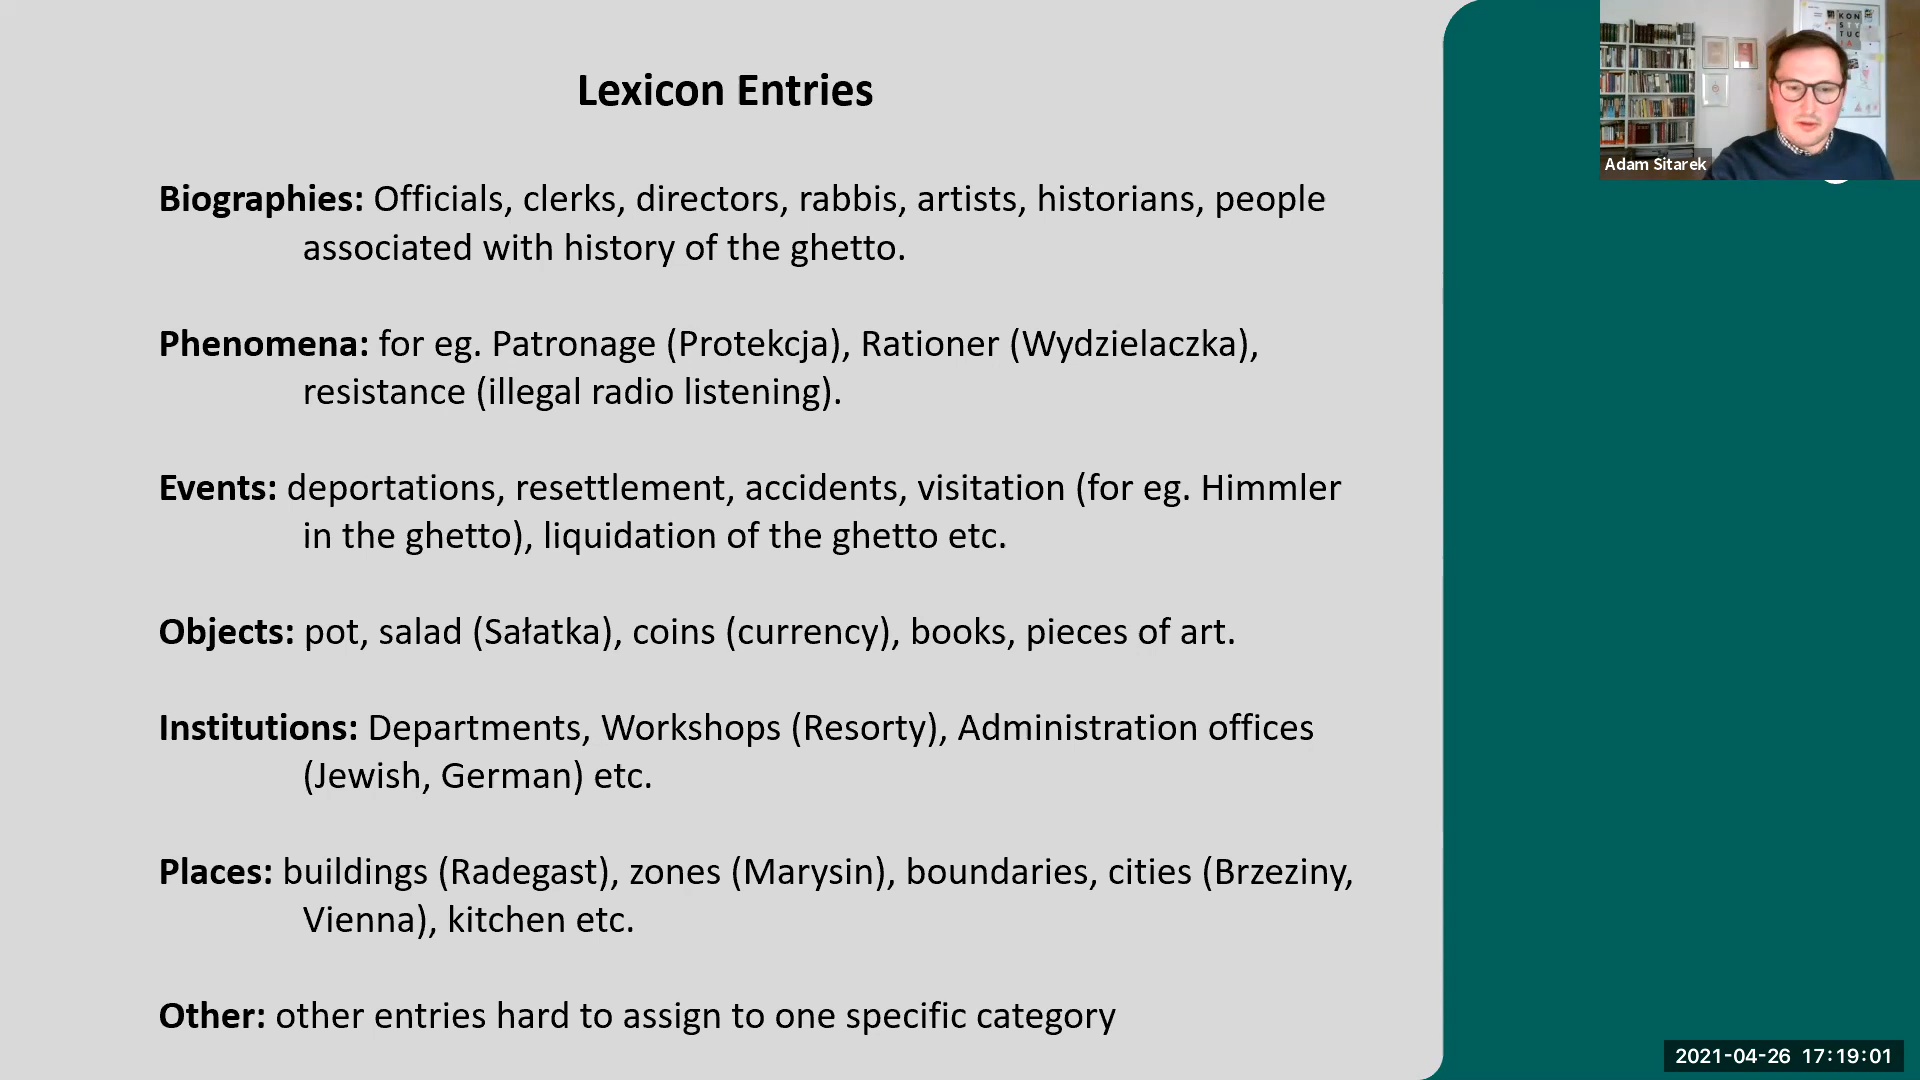 Lexicon Entries
Biographies: Officials, clerks, directors, rabbis, artists, historians, people
associated with history of the ghetto.
Phenomena: for eg. Patronage (Protekcja), Rationer (Wydzielaczka),
resistance (illegal radio listening).
Events: deportations, resettlement, accidents, visitation (for eg. Himmler
in the ghetto), liquidation of the ghetto etc.
Objects: pot, salad (Sałatka), coins (currency), books, pieces of art.
Institutions: Departments, Workshops (Resorty), Administration offices
(Jewish, German) etc.
Places: buildings (Radegast), zones (Marysin), boundaries, cities (Brzeziny,
Vienna), kitchen etc.
Other: other entries hard to assign to one specific category
KON
STY
TUC
JA
Adam Sitarek
2021-04-26 17:19:01